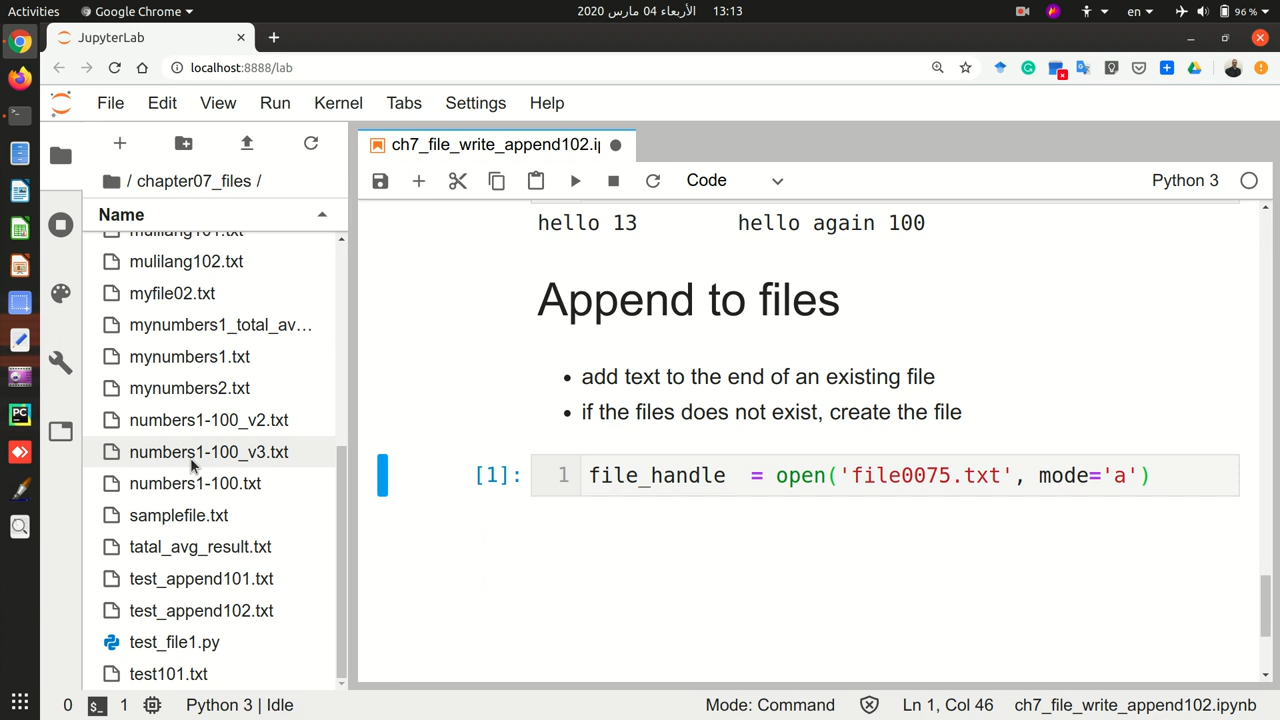 Activities
Google Chrome
الأربعاء 04 مارس 2020 13:13
en
96 %
JupyterLab
localhost:8888/lab
File Edit View Run Kernel Tabs Settings Help
/ chapter07_files /
Name
mulilang101.txt
mulilang102.txt
myfile02.txt
mynumbers1_total_av…
mynumbers1.txt
mynumbers2.txt
numbers1-100_v2.txt
numbers1-100_v3.txt
numbers1-100.txt
samplefile.txt
tatal_avg_result.txt
test_append101.txt
test_append102.txt
test_file1.py
test101.txt
ch7_file_write_append102.i
Code
Python 3
hello 13 hello again 100
Append to files
• add text to the end of an existing file
• if the files does not exist, create the file
[1]: 1 file_handle = open('file0075.txt', mode='a')
0 $_ 1 Python 3 | Idle Mode: Command Ln 1, Col 46 ch7_file_write_append102.ipynb